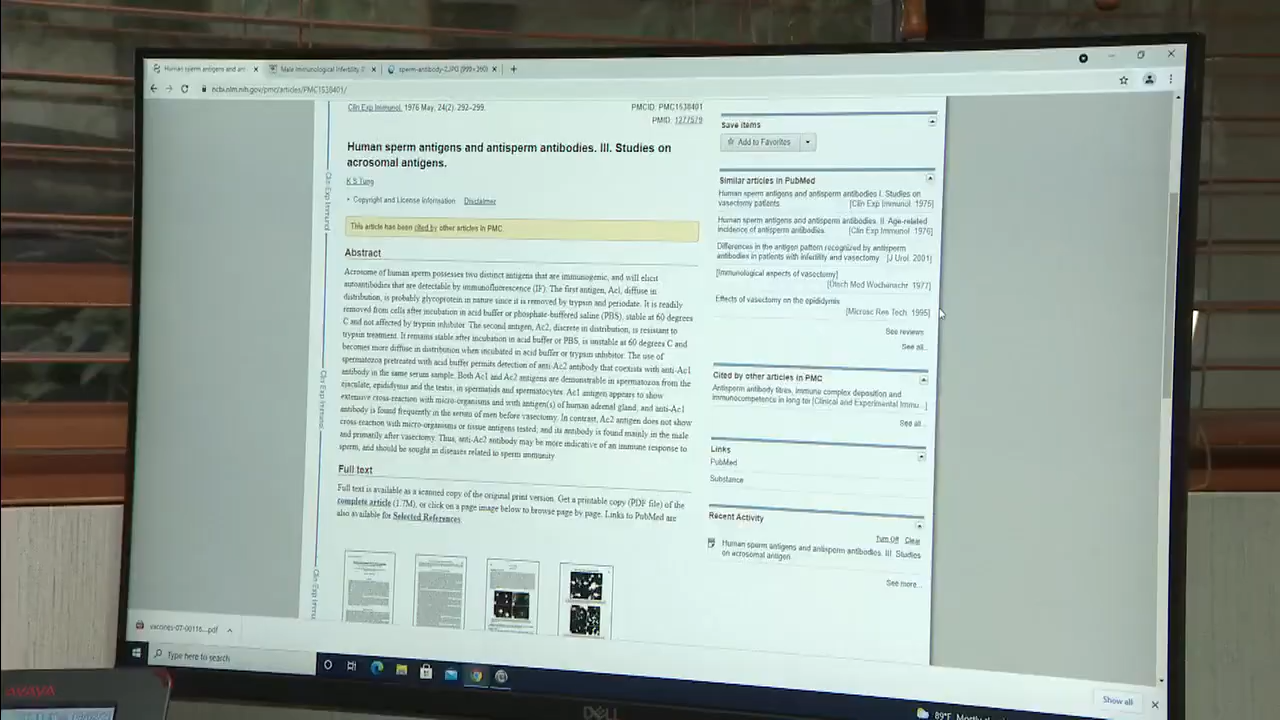 Human sperm antigens and ant
Male Immunological Infertility
sperm-antibody-2.JPG
ncbi.nlm.nih.gov/pmc/articles/PMC1538401/
Clin Exp Immunol. 1976 May; 24(2): 292–299.
PMCID: PMC1538401
PMID: 1277579
Human sperm antigens and antisperm antibodies. III. Studies on
acrosomal antigens.
K S Tung
Copyright and License Information Disclaimer
This article has been cited by other articles in PMC.
Abstract
Acrosome of human sperm possesses two distinct antigens that are immunogenic, and will elicit
autoantibodies that are detectable by immunofluorescence (IF). The first antigen, Ac1, diffuse in
distribution, is probably glycoprotein in nature since it is removed by trypsin and periodate. It is readily
removed from cells after incubation in acid buffer or phosphate-buffered saline (PBS), stable at 60 degrees
C and not affected by trypsin inhibitor. The second antigen, Ac2, discrete in distribution, is resistant to
trypsin treatment. It remains stable after incubation in acid buffer or PBS, is unstable at 60 degrees C and
becomes more diffuse in distribution when incubated in acid buffer or trypsin inhibitor. The use of
spermatozoa pretreated with acid buffer permits detection of anti-Ac2 antibody that coexists with anti-Ac1
antibody in the same serum sample. Both Ac1 and Ac2 antigens are demonstrable in spermatozoa from the
ejaculate, epididymus and the testis, in spermatids and spermatocytes. Ac1 antigen appears to show
extensive cross-reaction with micro-organisms and with antigen(s) of human adrenal gland, and anti-Ac1
antibody is found frequently in the serum of men before vasectomy. In contrast, Ac2 antigen does not show
cross-reaction with micro-organisms or tissue antigens tested, and its antibody is found mainly in the male
and primarily after vasectomy. Thus, anti-Ac2 antibody may be more indicative of an immune response to
sperm, and should be sought in diseases related to sperm immunity
Full text
Full text is available as a scanned copy of the original print version. Get a printable copy (PDF file) of the
complete article (1.7M), or click on a page image below to browse page by page. Links to PubMed are
also available for Selected References.
Clin Exp Immunol
Clin Exp Immunol
Clin Exp Immu
Save items
Add to Favorites
Similar articles in PubMed
Human sperm antigens and antisperm antibodies I. Studies on
vasectomy patients. [Clin Exp Immunol. 1975]
Human sperm antigens and antisperm antibodies. II. Age-related
incidence of antisperm antibodies. [Clin Exp Immunol. 1976]
Differences in the antigen pattern recognized by antisperm
antibodies in patients with infertility and vasectomy. [J Urol. 2001]
[Immunological aspects of vasectomy]
[Dtsch Med Wochenschr. 1977]
Effects of vasectomy on the epididymis
[Microsc Res Tech. 1995]
See reviews
See all...
Cited by other articles in PMC
Antisperm antibody titres, immune complex deposition and
immunocompetence in long ter [Clinical and Experimental Immu...]
See all...
Links
PubMed
Substance
Recent Activity
Turn Off Clear
Human sperm antigens and antisperm antibodies. III. Studies
on acrosomal antigen
See more...
vaccines-07-00116....pdf
Show all
Type here to search
89°F Mostly
AVAYA
DELL